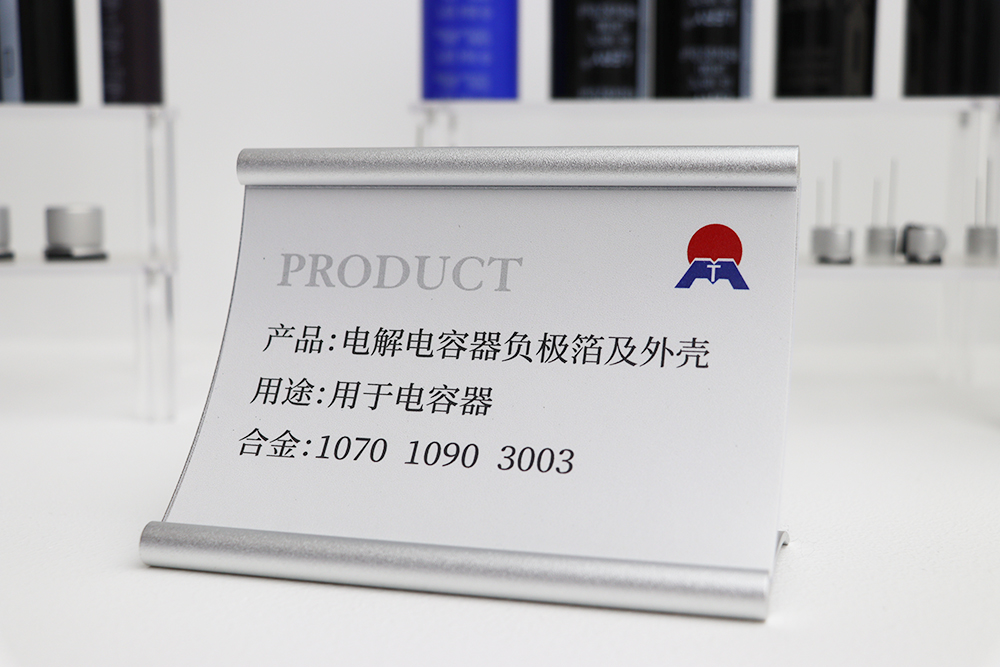 PRODUCT
产品:电解电容器负极箔及外壳
用途:用于电容器
合金:1070 1090 3003